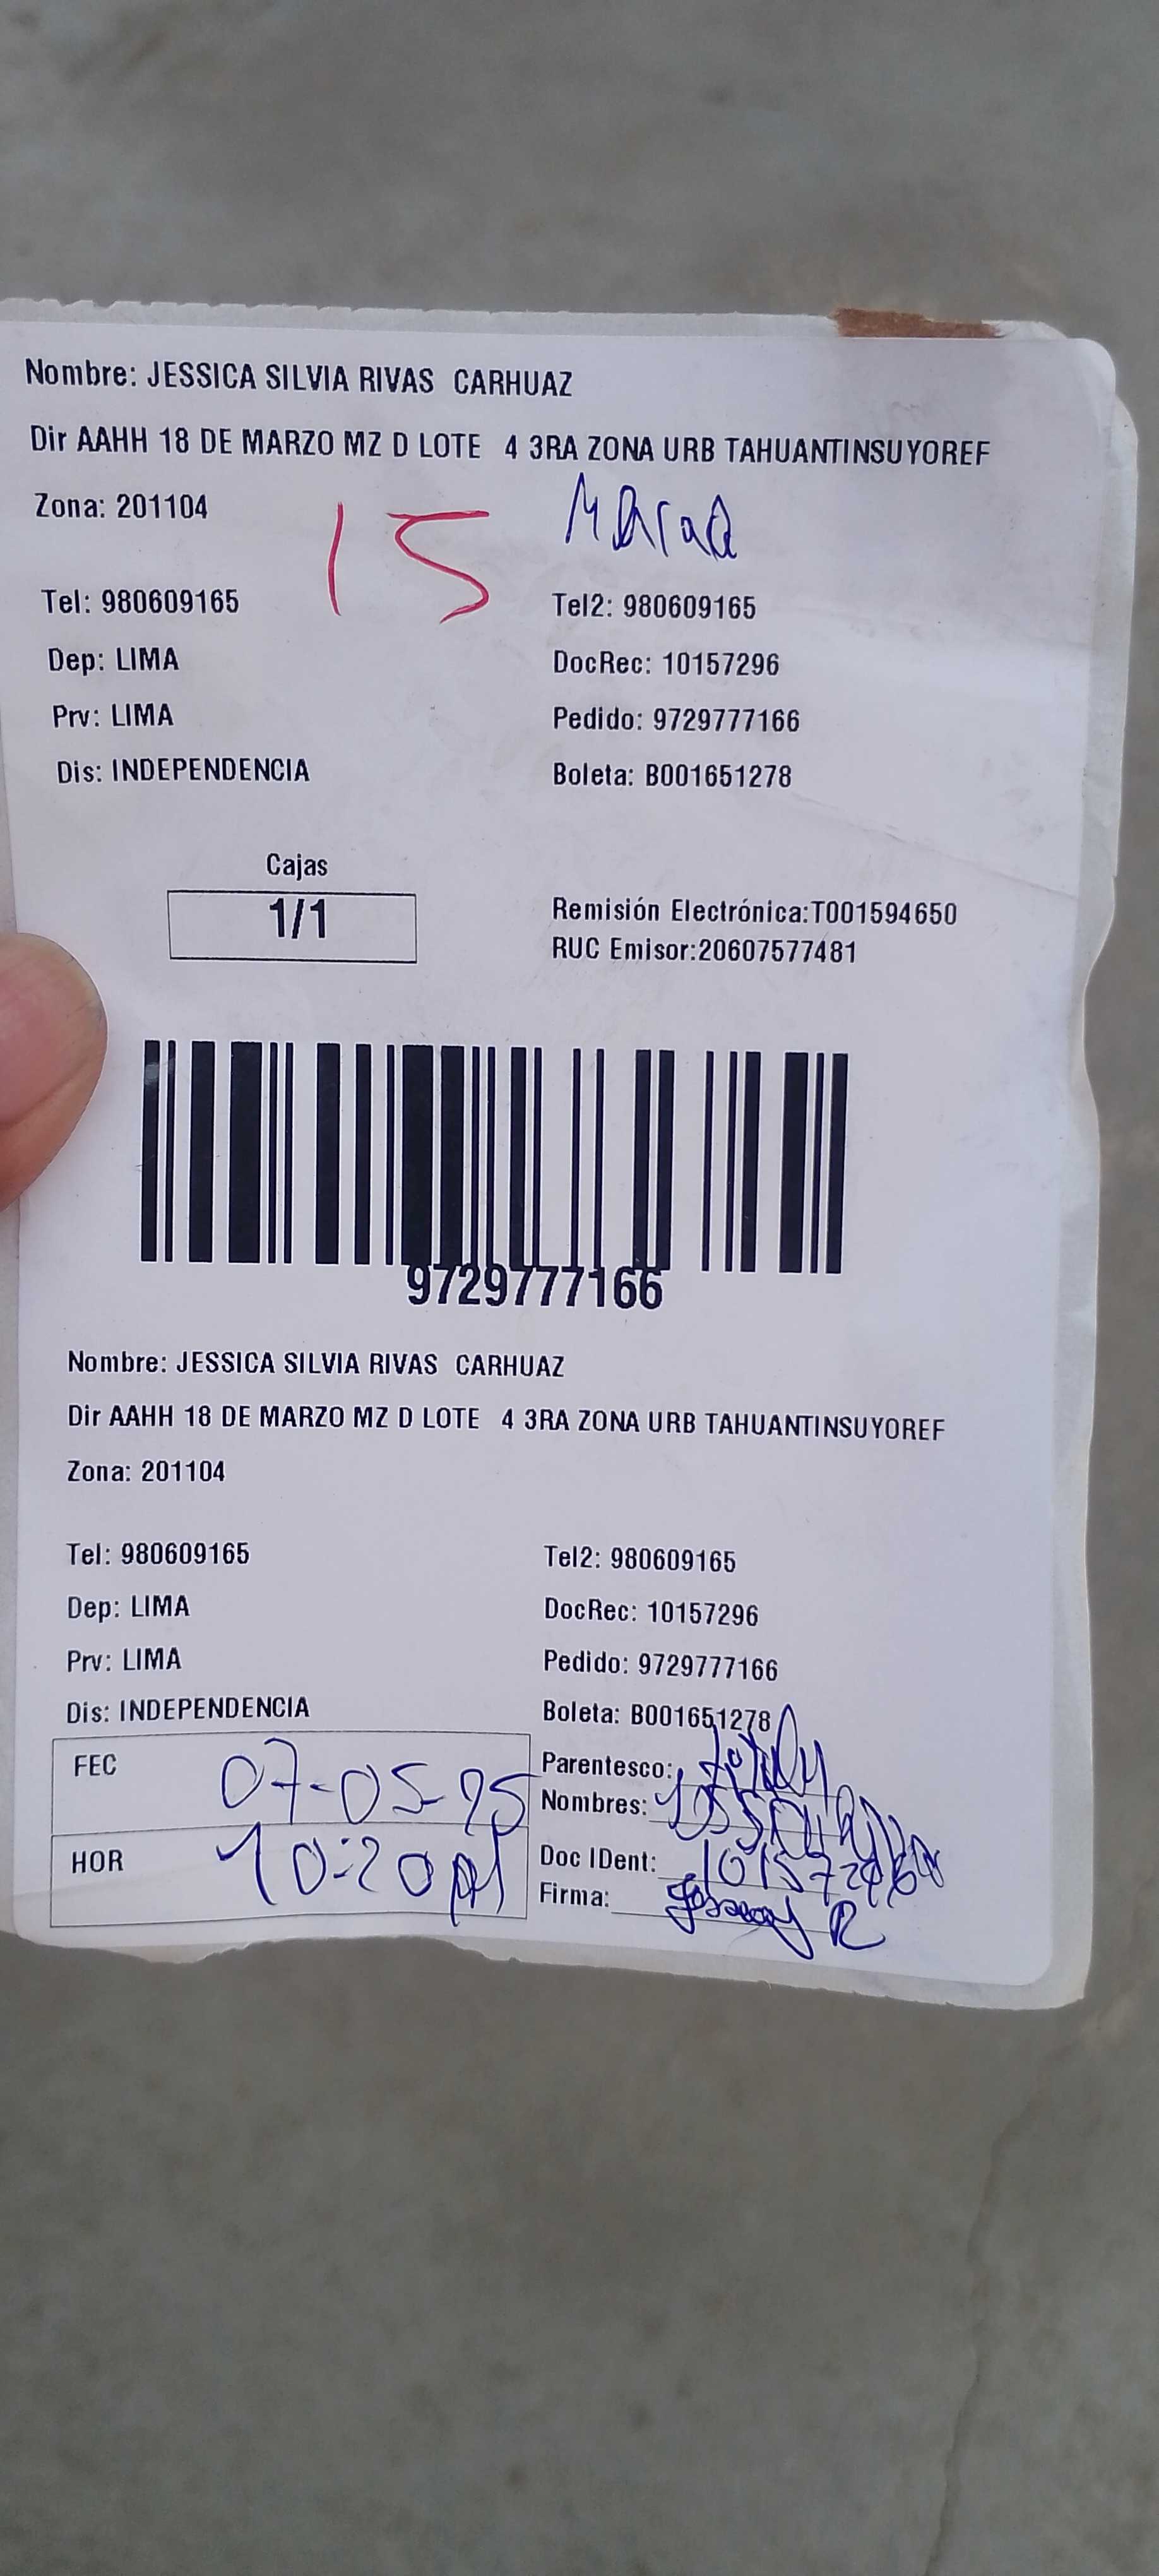 Nombre: JESSICA SILVIA RIVAS CARHUAZ
Dir AAHH 18 DE MARZO MZ D LOTE 4 3RA ZONA URB TAHUANTINSUYOREF
Zona: 201104
15
Tel: 980609165 Tel2: 980609165
Dep: LIMA DocRec: 10157296
Prv: LIMA Pedido: 9729777166
Dis: INDEPENDENCIA Boleta: B001651278
Cajas
1/1
Remisión Electrónica:T001594650
RUC Emisor:20607577481
9729777166
Nombre: JESSICA SILVIA RIVAS CARHUAZ
Dir AAHH 18 DE MARZO MZ D LOTE 4 3RA ZONA URB TAHUANTINSUYOREF
Zona: 201104
Tel: 980609165 Tel2: 980609165
Dep: LIMA DocRec: 10157296
Prv: LIMA Pedido: 9729777166
Dis: INDEPENDENCIA Boleta: B001651278
FEC 07-05-25 Parentesco:
Nombres:
HOR 10:20 Doc IDent: 10157296
Firma: